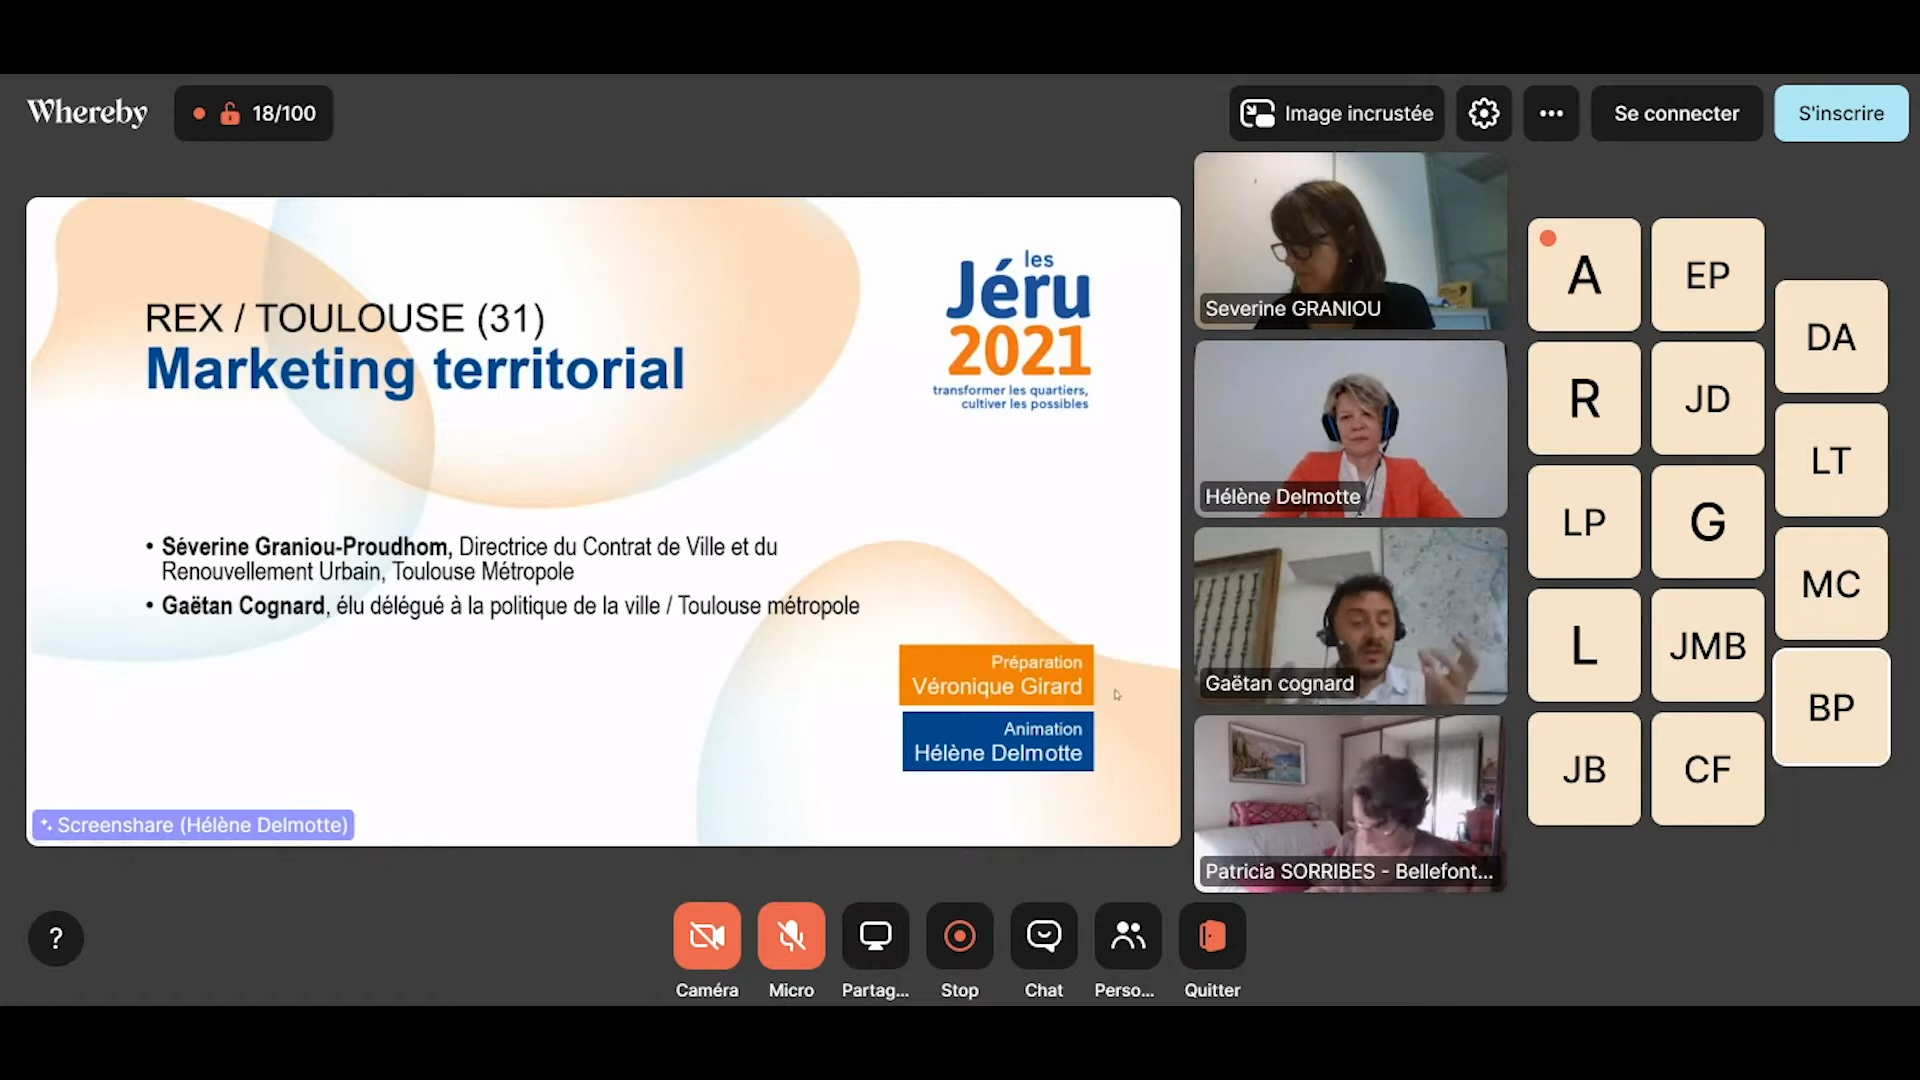 Whereby
18/100
Image incrustée
Se connecter
S'inscrire
REX / TOULOUSE (31)
Marketing territorial
les
Jéru
2021
transformer les quartiers,
cultiver les possibles
• Séverine Graniou-Proudhom, Directrice du Contrat de Ville et du
Renouvellement Urbain, Toulouse Métropole
• Gaëtan Cognard, élu délégué à la politique de la ville / Toulouse métropole
Préparation
Véronique Girard
Animation
Hélène Delmotte
Screenshare (Hélène Delmotte)
Severine GRANIOU
Hélène Delmotte
Gaëtan cognard
Patricia SORRIBES - Bellefont...
A
EP
R
JD
LP
G
L
JMB
JB
CF
DA
LT
MC
BP
?
Caméra
Micro
Partag...
Stop
Chat
Perso...
Quitter